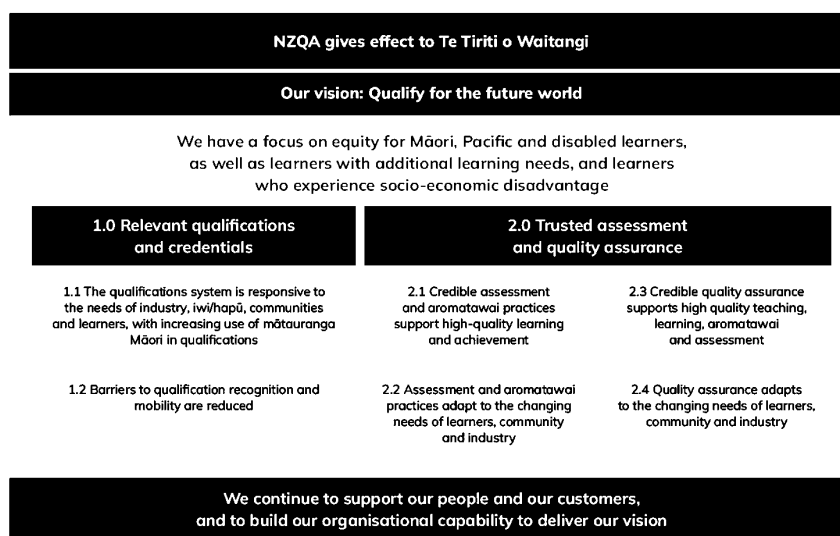 NZQA gives effect to Te Tiriti o Waitangi
Our vision: Qualify for the future world
We have a focus on equity for Māori, Pacific and disabled learners,
as well as learners with additional learning needs, and learners
who experience socio-economic disadvantage
1.0 Relevant qualifications
and credentials
1.1 The qualifications system is responsive to
the needs of industry, iwi/hapū, communities
and learners, with increasing use of mātauranga
Māori in qualifications
1.2 Barriers to qualification recognition and
mobility are reduced
2.0 Trusted assessment
and quality assurance
2.1 Credible assessment
and aromatawai practices
support high-quality learning
and achievement
2.2 Assessment and aromatawai
practices adapt to the changing
needs of learners, community
and industry
2.3 Credible quality assurance
supports high quality teaching,
learning, aromatawai
and assessment
2.4 Quality assurance adapts
to the changing needs of learners,
community and industry
We continue to support our people and our customers,
and to build our organisational capability to deliver our vision